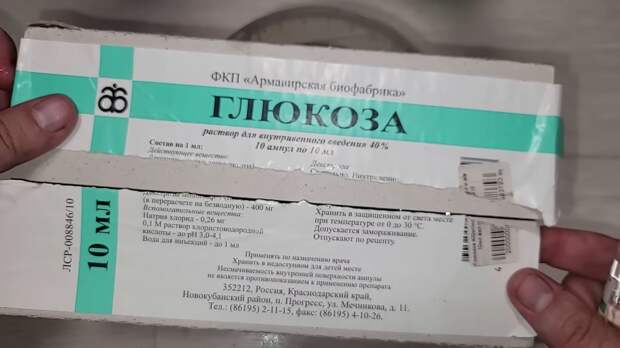 ФКП «Армавирская биофабрика»
ГЛЮКОЗА
раствор для внутривенного введения 40%
10 ампул по 10 мл
Состав на 1 мл:
Действующее вещество:
(в перерасчете на безводную) - 400 мг
Вспомогательные вещества:
Натрия хлорид - 0,26 мг
0,1 М раствор хлористоводородной
кислоты - до pH 3,0-4,1
Вода для инъекций - до 1 мл
Хранить в защищенном от света месте
при температуре от 0 до 30 °С.
Допускается замораживание.
Отпускают по рецепту.
ЛСР-008846/10
10 мл
Применять по назначению врача
Хранить в недоступном для детей месте
Несмачиваемость внутренней поверхности ампулы
не является противопоказанием к применению препарата
352212, Россия, Краснодарский край,
Новокубанский район, п. Прогресс, ул. Мечникова, д. 11.
Тел.: (86195) 2-11-15, факс: (86195) 4-10-26.